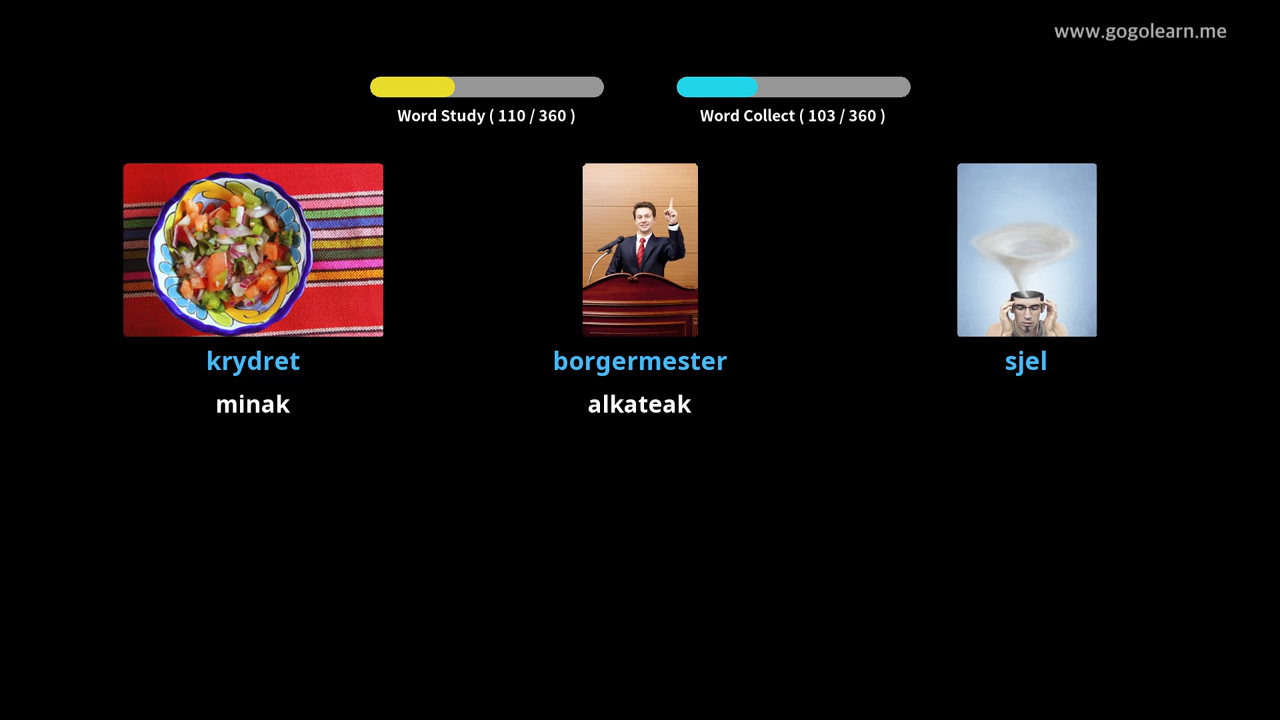 www.gogolearn.me
Word Study ( 110 / 360 )
Word Collect ( 103 / 360 )
krydret
borgermester
sjel
minak
alkateak